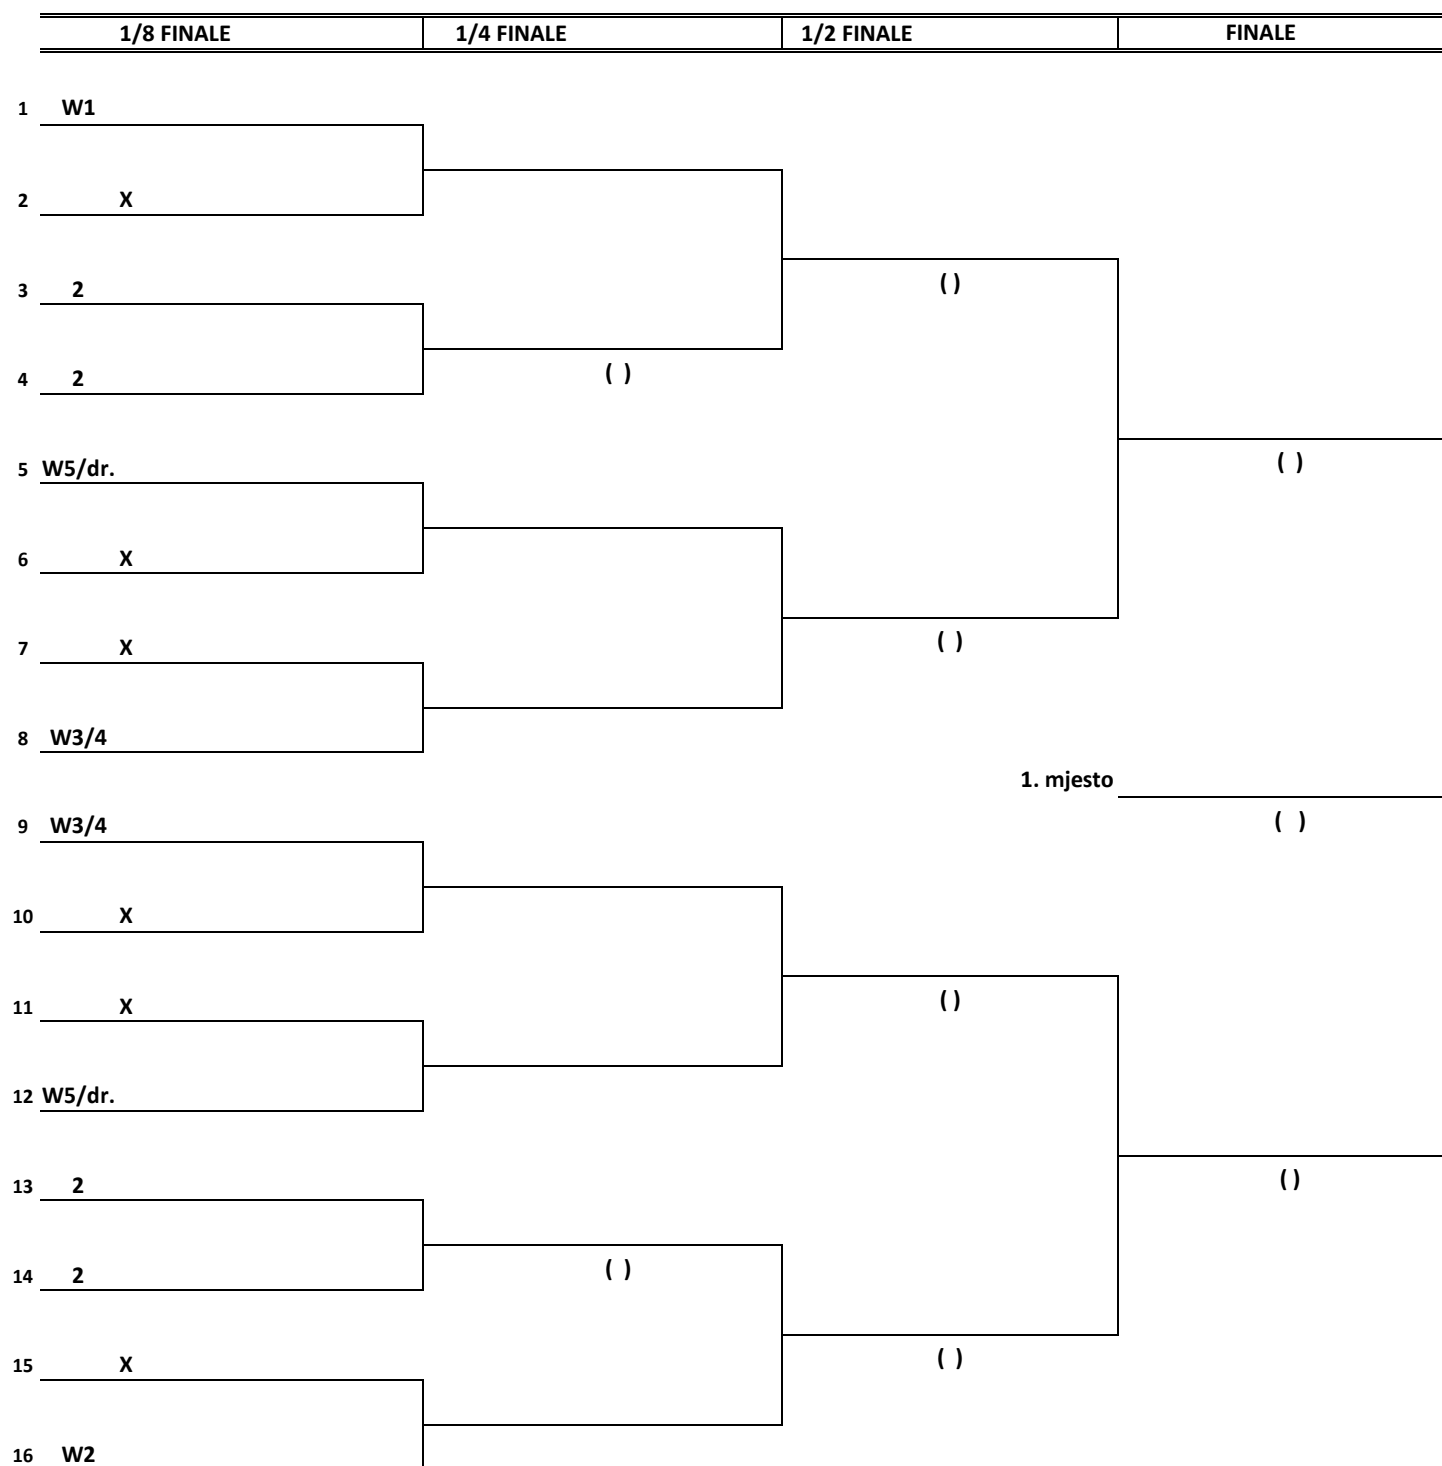 1/8 FINALE 1/4 FINALE 1/2 FINALE FINALE
1 W1
2 X
( )
3 2
( )
4 2
( )
5 W5/dr.
6 X
( )
7 X
8 W3/4
1. mjesto
( )
9 W3/4
10 X
( )
11 X
12 W5/dr.
( )
13 2
( )
14 2
( )
15 X
16 W2